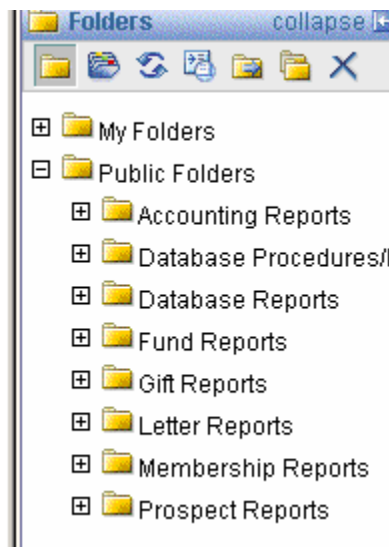 Folders collapse
My Folders
Public Folders
Accounting Reports
Database Procedures/
Database Reports
Fund Reports
Gift Reports
Letter Reports
Membership Reports
Prospect Reports